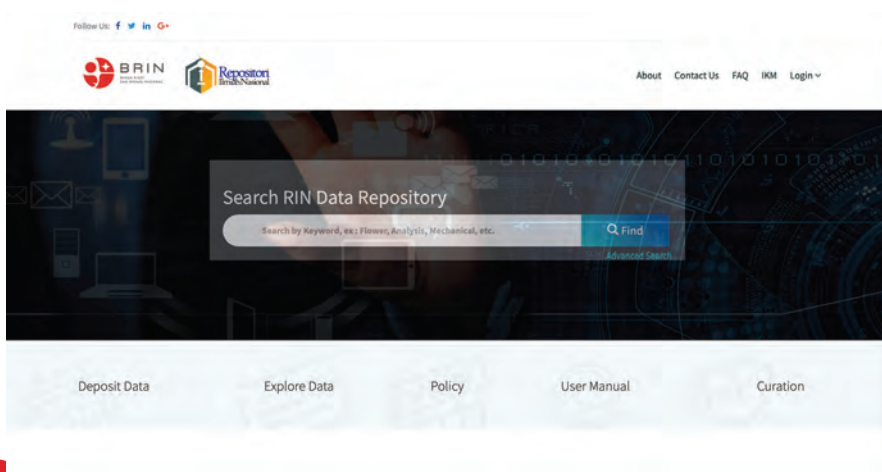 Follow Us:
BRIN
Repositori
Ilmiah Nasional
About Contact Us FAQ IKM Login
Search RIN Data Repository
Search by Keyword, ex : Flower, Analysis, Mechanical, etc.
Find
Advanced Search
Deposit Data Explore Data Policy User Manual Curation